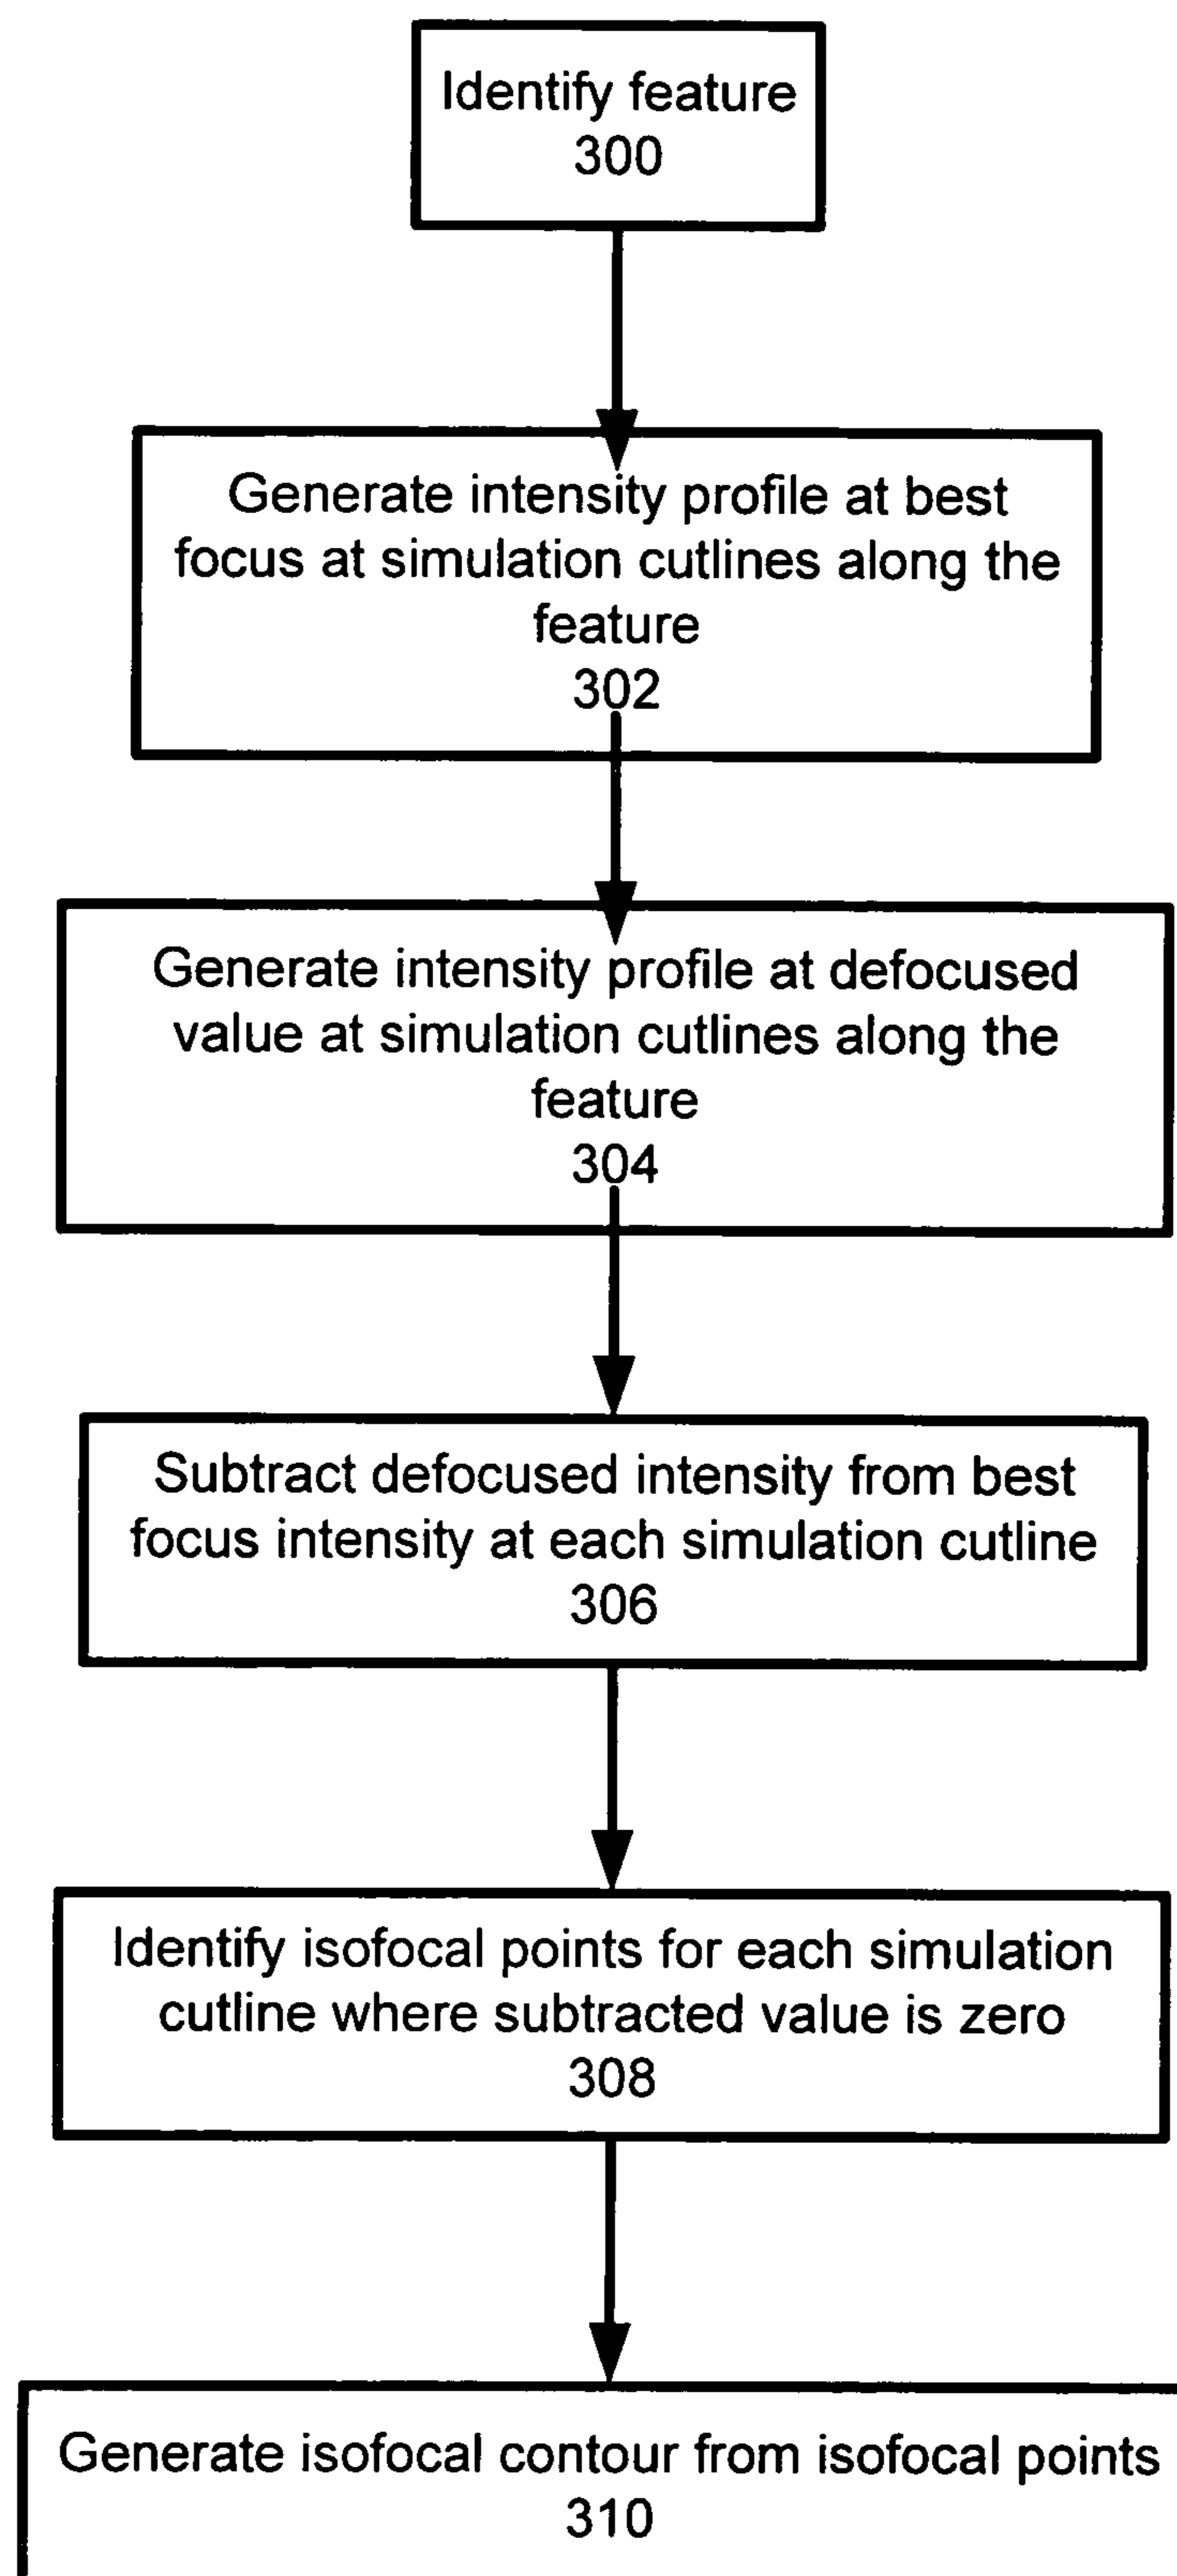 Identify feature
300
Generate intensity profile at best
focus at simulation cutlines along the
feature
302
Generate intensity profile at defocused
value at simulation cutlines along the
feature
304
Subtract defocused intensity from best
focus intensity at each simulation cutline
306
Identify isofocal points for each simulation
cutline where subtracted value is zero
308
Generate isofocal contour from isofocal points
310